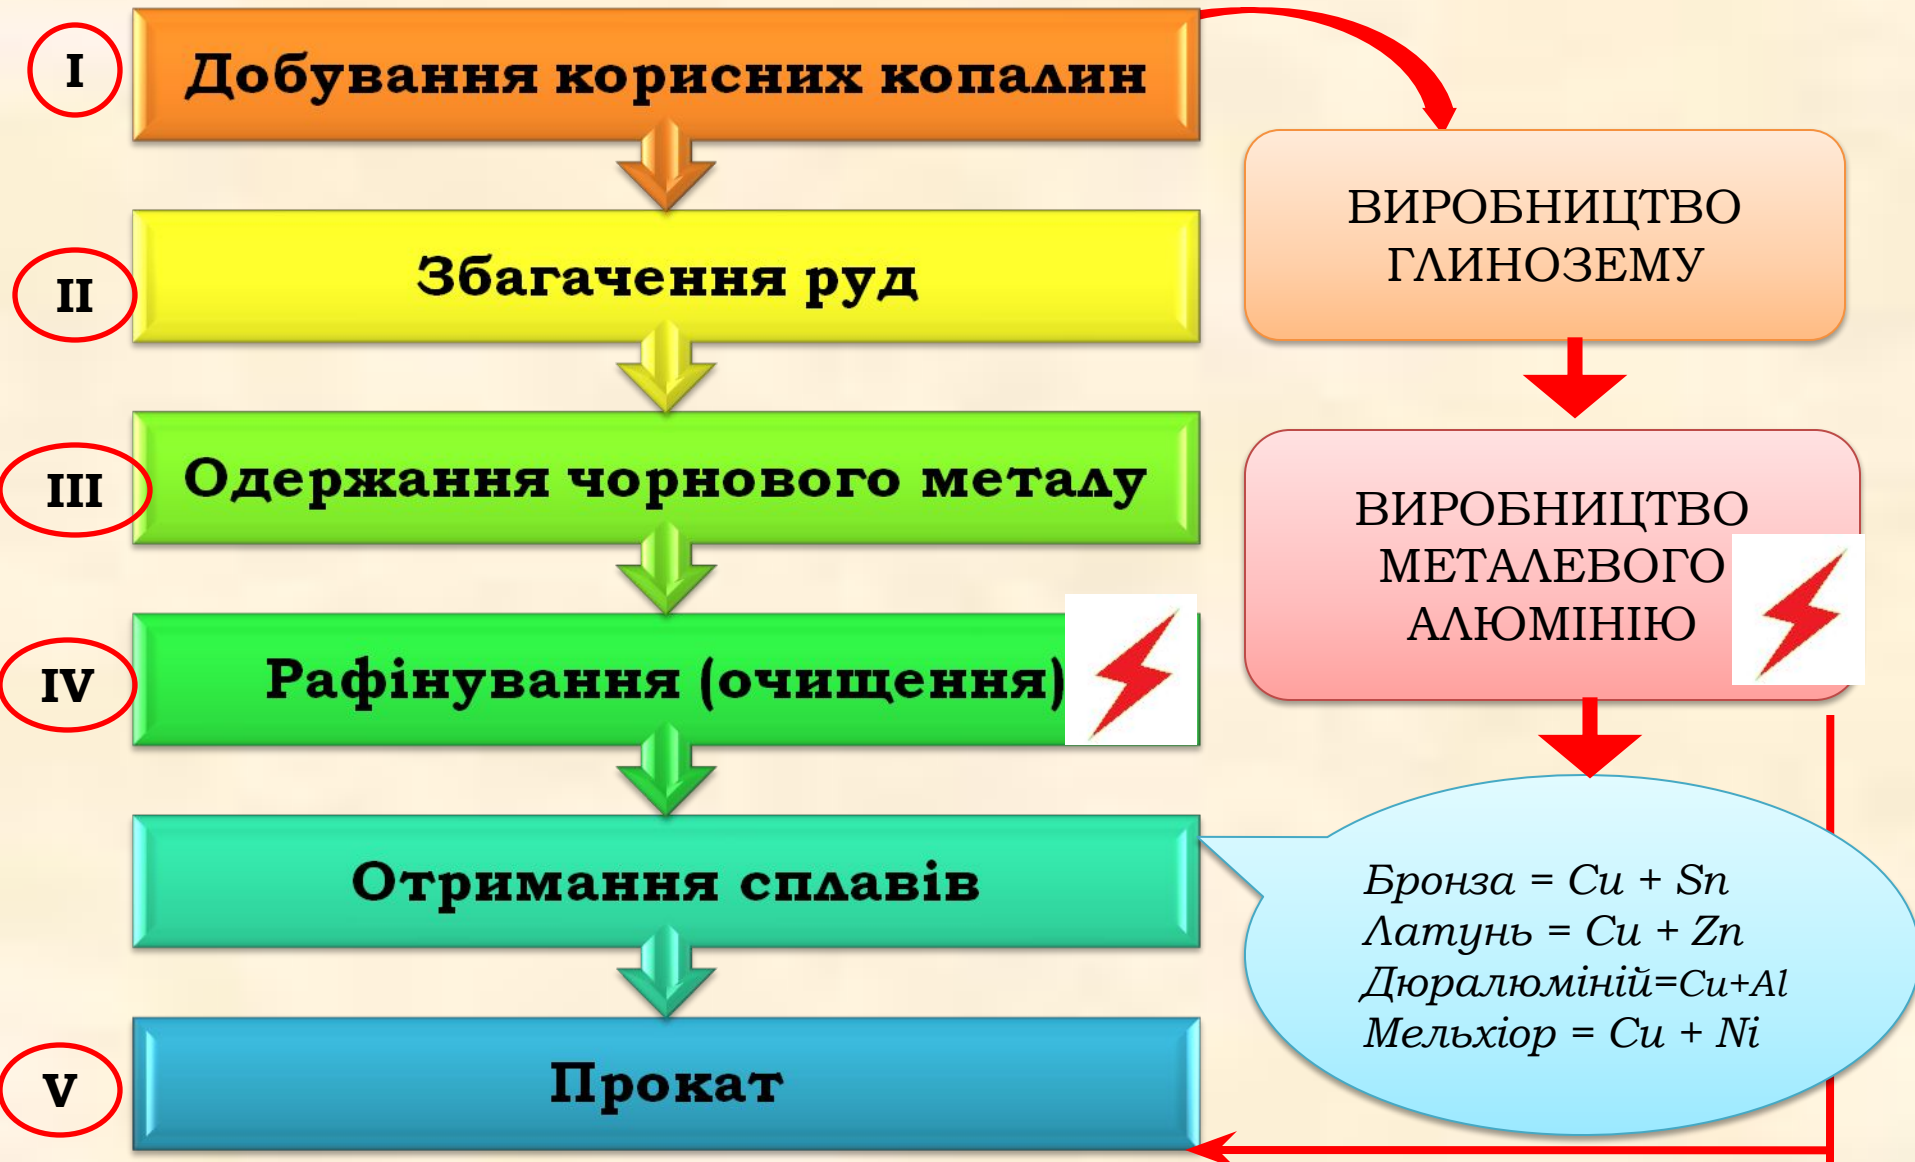 I
Добування корисних копалин
II
Збагачення руд
III
Одержання чорнового металу
IV
Рафінування (очищення)
Отримання сплавів
V
Прокат
ВИРОБНИЦТВО
ГЛИНОЗЕМУ
ВИРОБНИЦТВО
МЕТАЛЕВОГО
АЛЮМІНІЮ
Бронза = Cu + Sn
Латунь = Cu + Zn
Дюралюміній=Cu+Al
Мельхіор = Cu + Ni